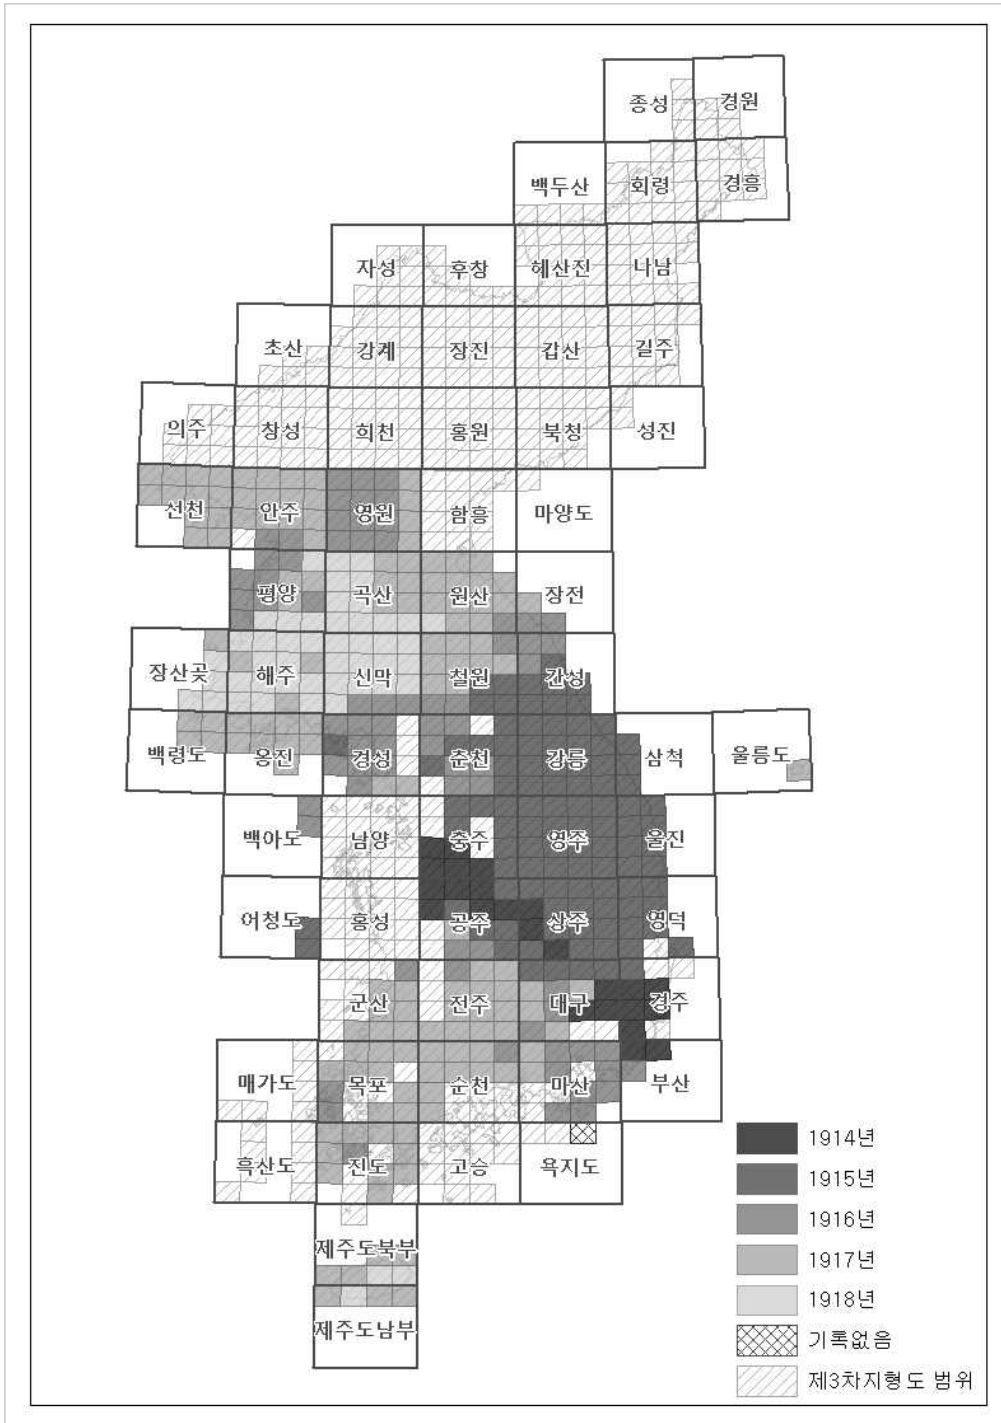 종성 경원
백두산 회령 경흥
자성 후창 혜산진 나남
초산 강계 장진 갑산 길주
의주 창성 희천 홍원 북청 성진
선천 안주 영원 함흥 마양도
평양 곡산 원산 장전
장산곶 해주 신막 철원 간성
백령도 옹진 경성 춘천 강릉 삼척 울릉도
백아도 남양 충주 영주 울진
어청도 홍성 공주 상주 영덕
군산 전주 대구 경주
매가도 목포 순천 마산 부산
흑산도 진도 고승 욕지도
제주도북부
제주도남부
1914년
1915년
1916년
1917년
1918년
기록없음
제3차지형도 범위